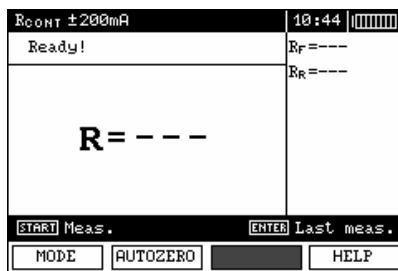 RCONT ±200mA 10:44
Ready!
RF=---
RR=---
R=---
START Meas. ENTER Last meas.
MODE AUTOZERO HELP